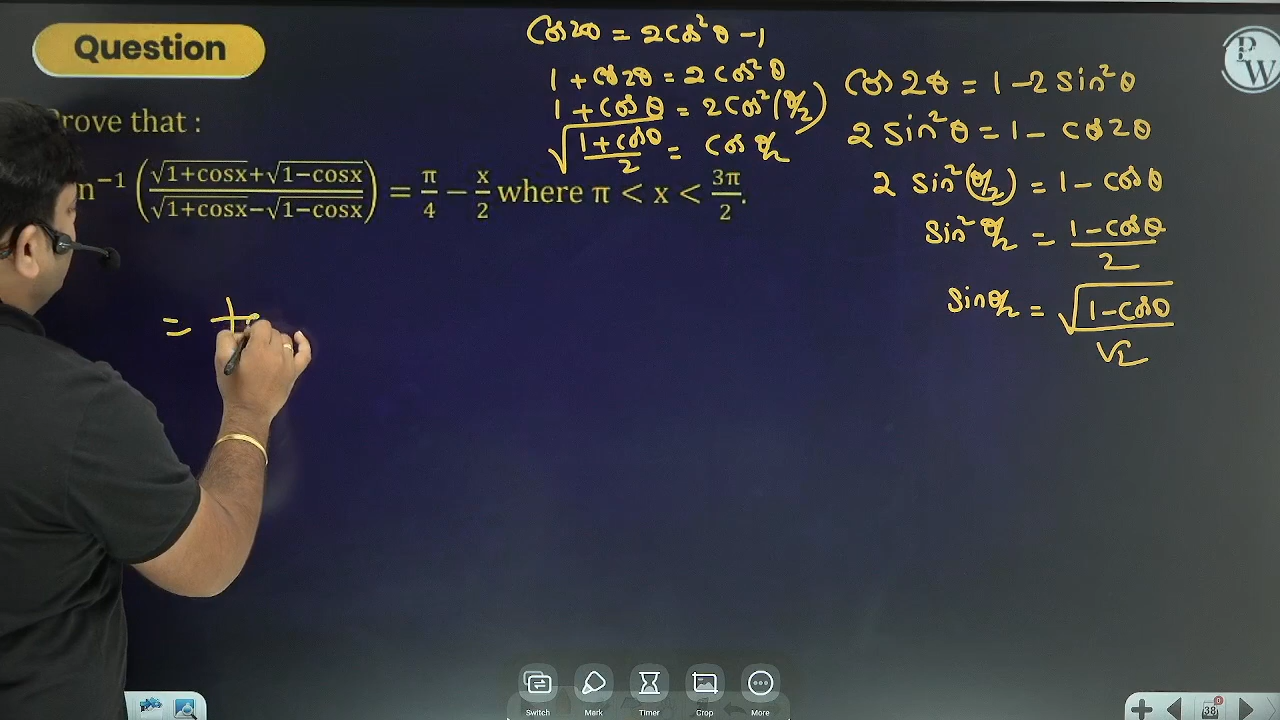 Question
Prove that :
n⁻¹ (√1+cosx+√1−cosx / √1+cosx−√1−cosx) = π/4 − x/2 where π < x < 3π/2.
Cos2θ = 2Cos²θ -1
1 + Cos2θ = 2Cos²θ
1 + Cosθ = 2Cos²(θ/2)
√(1+Cosθ / 2) = Cos θ/2
Cos 2θ = 1-2 Sin²θ
2 Sin²θ = 1 - Cos2θ
2 Sin²(θ/2) = 1 - Cosθ
Sin² θ/2 = 1-Cosθ / 2
Sinθ/2 = √1-Cosθ / √2
=
PW
Switch Mark Timer Crop More
38